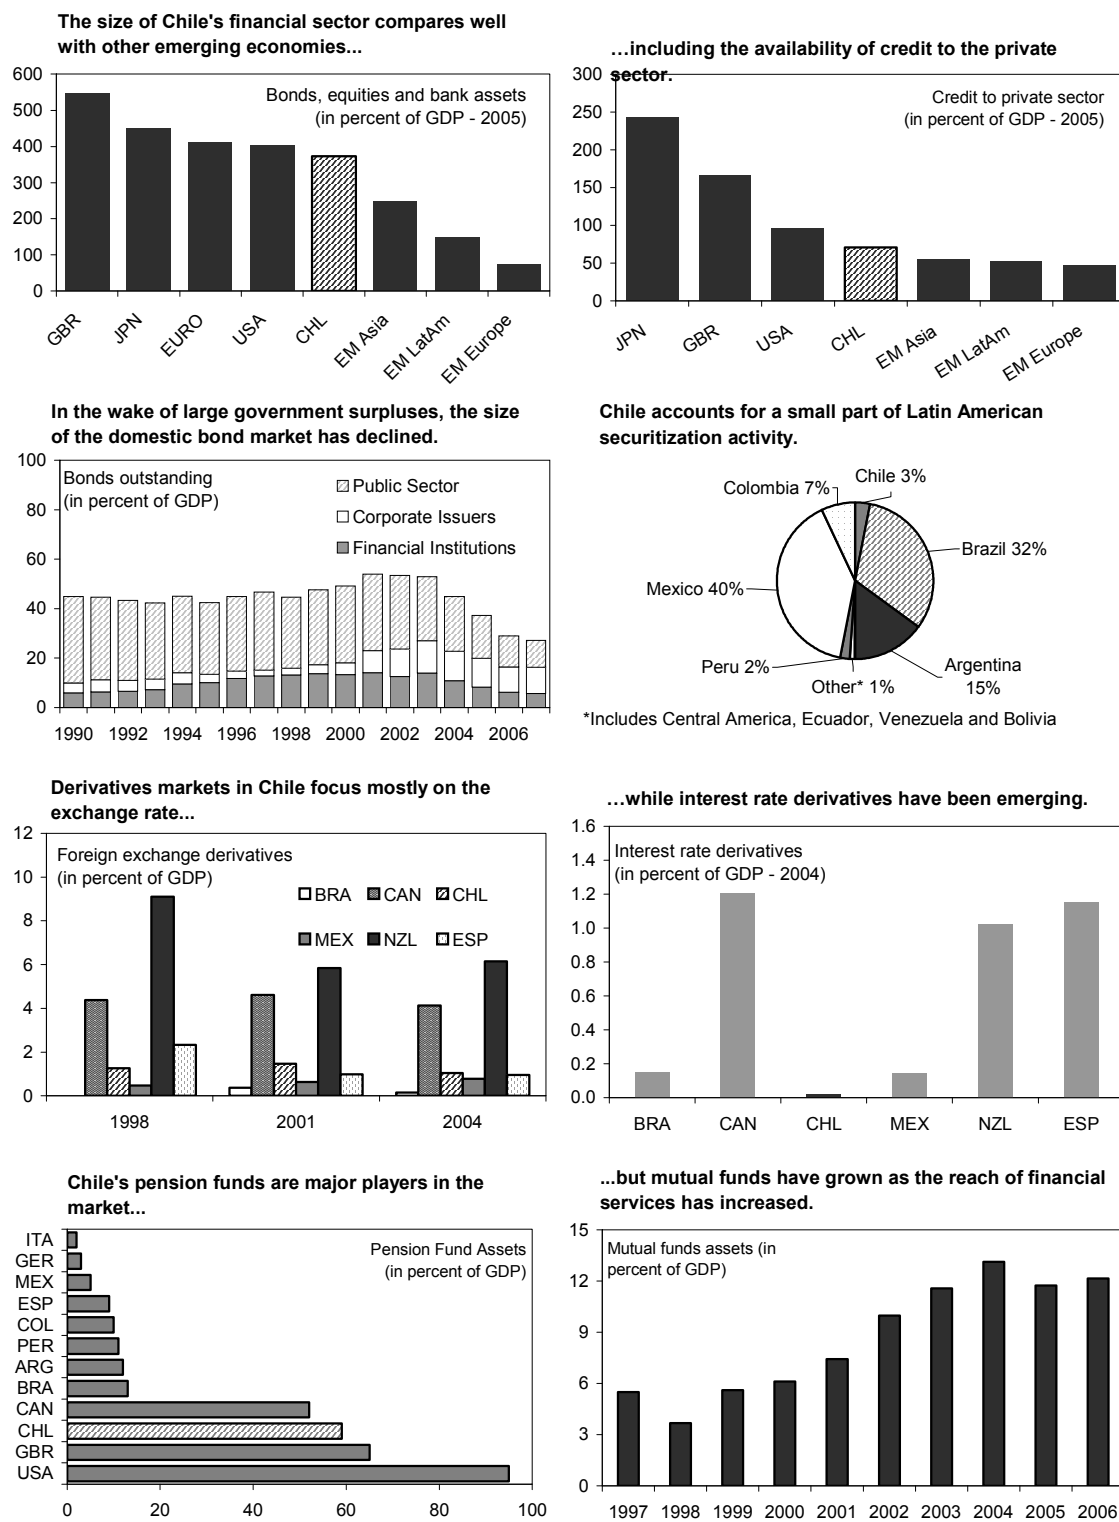 The size of Chile's financial sector compares well
with other emerging economies...
600
500
400
300
200
100
0
Bonds, equities and bank assets
(in percent of GDP - 2005)
GBR
JPN
EURO
USA
CHL
EM Asia
EM LatAm
EM Europe
…including the availability of credit to the private
sector.
300
250
200
150
100
50
0
Credit to private sector
(in percent of GDP - 2005)
JPN
GBR
USA
CHL
EM Asia
EM LatAm
EM Europe
In the wake of large government surpluses, the size
of the domestic bond market has declined.
100
80
60
40
20
0
Bonds outstanding
(in percent of GDP)
Public Sector
Corporate Issuers
Financial Institutions
1990 1992 1994 1996 1998 2000 2002 2004 2006
Chile accounts for a small part of Latin American
securitization activity.
Colombia 7%
Chile 3%
Brazil 32%
Mexico 40%
Peru 2%
Other* 1%
Argentina
15%
*Includes Central America, Ecuador, Venezuela and Bolivia
Derivatives markets in Chile focus mostly on the
exchange rate...
12
10
8
6
4
2
0
Foreign exchange derivatives
(in percent of GDP)
BRA CAN CHL
MEX NZL ESP
1998 2001 2004
…while interest rate derivatives have been emerging.
1.6
1.4
1.2
1.0
0.8
0.6
0.4
0.2
0.0
Interest rate derivatives
(in percent of GDP - 2004)
BRA CAN CHL MEX NZL ESP
Chile's pension funds are major players in the
market...
Pension Fund Assets
(in percent of GDP)
ITA
GER
MEX
ESP
COL
PER
ARG
BRA
CAN
CHL
GBR
USA
0 20 40 60 80 100
...but mutual funds have grown as the reach of financial
services has increased.
15
12
9
6
3
0
Mutual funds assets (in
percent of GDP)
1997 1998 1999 2000 2001 2002 2003 2004 2005 2006